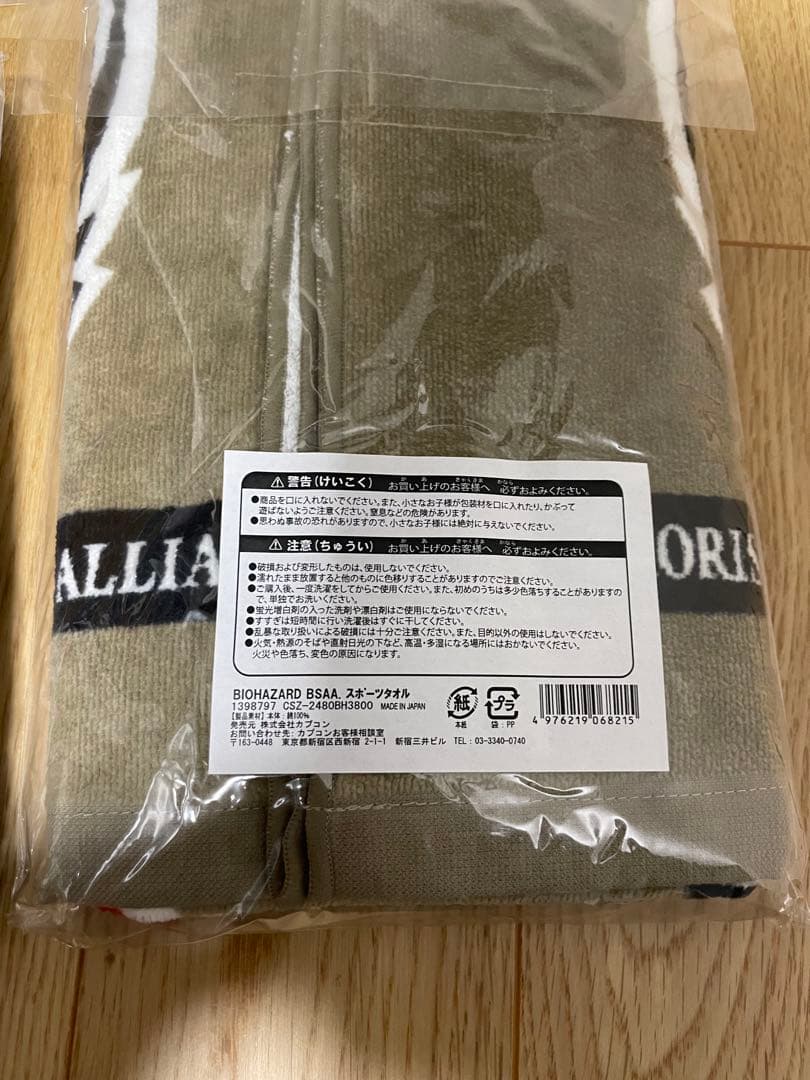 ⚠警告(けいこく) お買い上げのお客様へ 必ずおよみください。
●商品を口に入れないでください。また、小さなお子様が包装材を口に入れたり、かぶって
遊ばないようご注意ください。窒息などの危険があります。
●思わぬ事故の恐れがありますので、小さなお子様には絶対に与えないでください。
⚠注意(ちゅうい) お買い上げのお客様へ 必ずおよみください。
●破損および変形したものは、使用しないでください。
●濡れたまま放置すると他のものに色移りすることがありますのでご注意ください。
●ご購入後、一度洗濯をしてからご使用ください。また、初めのうちは多少色落ちすることがありますの
で、単独でお洗いください。
●蛍光増白剤の入った洗剤や漂白剤はご使用にならないでください。
●すすぎは短時間に行い洗濯後はすぐに干してください。
●乱暴な取り扱いによる破損には十分ご注意ください。また、目的以外の使用はしないでください。
●火気・熱源のそばや直射日光の下など、高温・多湿になる場所にはおかないでください。
火災や色落ち、変色の原因になります。
ALLIA
ORIS
BIOHAZARD BSAA. スポーツタオル
1398797 CSZ-2480BH3800 MADE IN JAPAN
【製品素材】本体:綿100%
発売元 株式会社カプコン
お問い合わせ先:カプコンお客様相談室
〒163-0448 東京都新宿区西新宿 2-1-1 新宿三井ビル TEL:03-3340-0740
紙
本紙
プラ
袋:PP
4976219068215